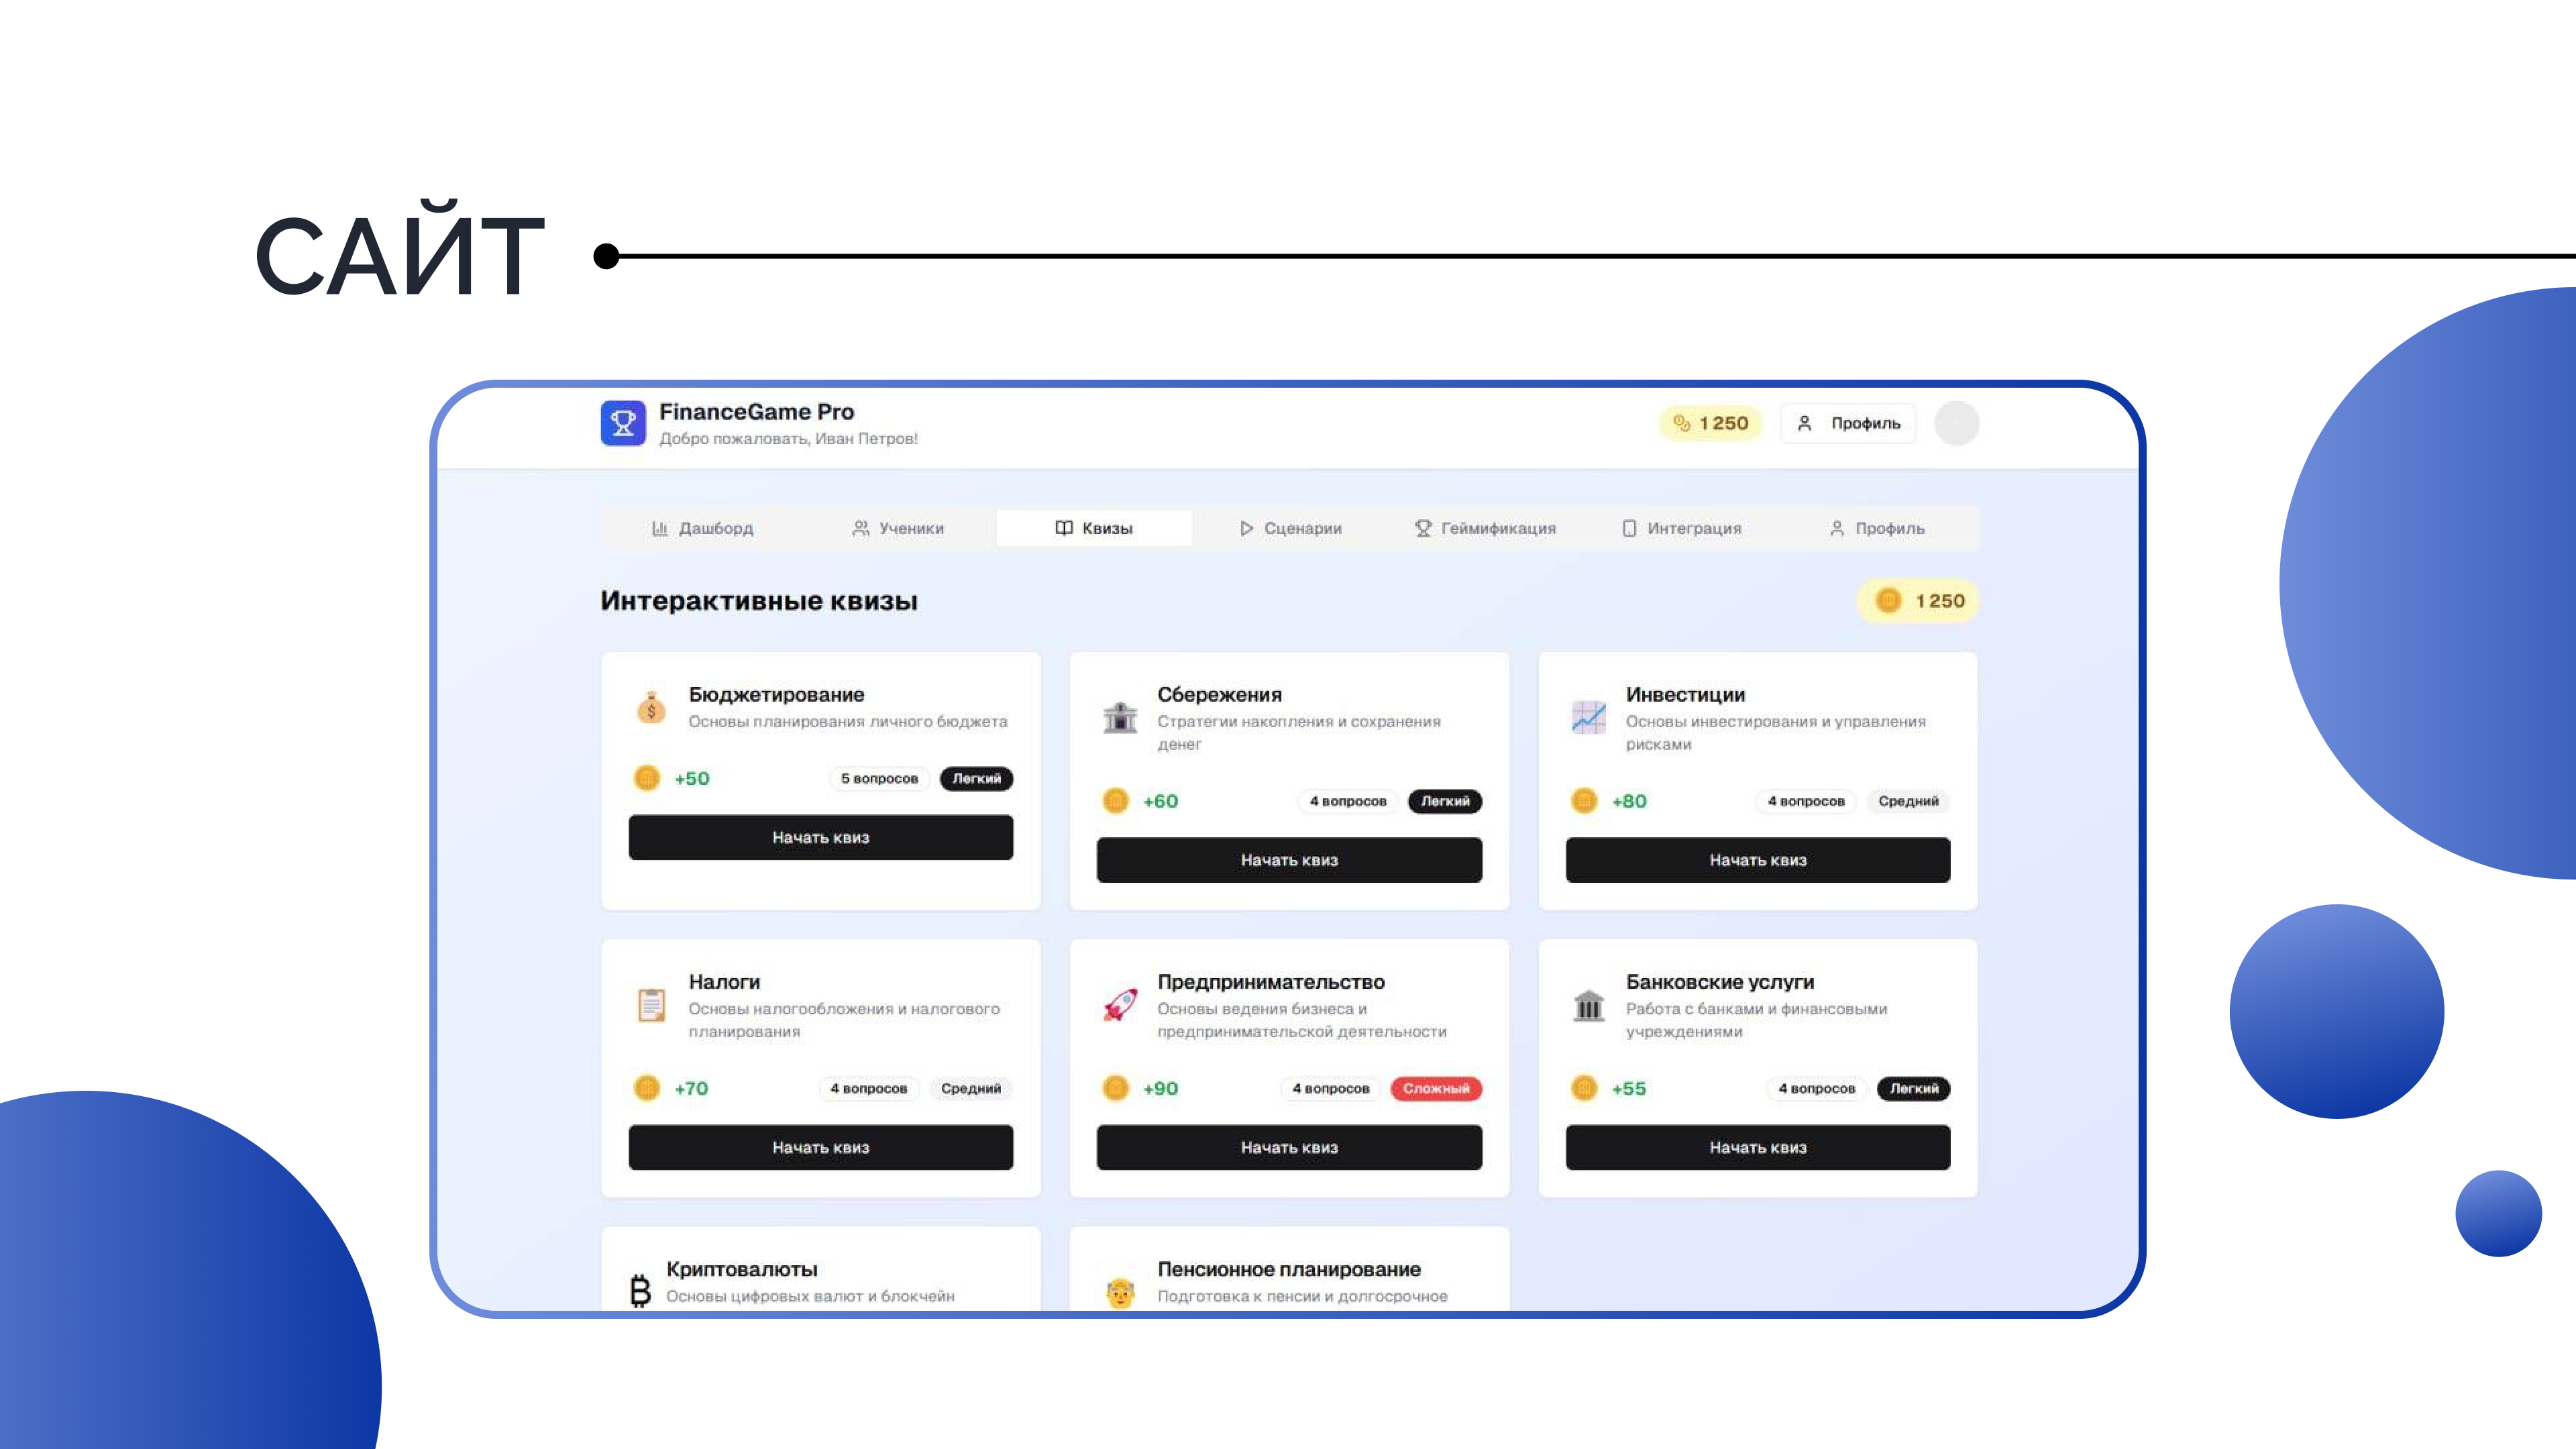 САЙТ
FinanceGame Pro
Добро пожаловать, Иван Петров!
1 250
Профиль
Дашборд
Ученики
Квизы
Сценарии
Геймификация
Интеграция
Профиль
Интерактивные квизы
1 250
Бюджетирование
Основы планирования личного бюджета
+50
5 вопросов
Легкий
Начать квиз
Сбережения
Стратегии накопления и сохранения
денег
+60
4 вопросов
Легкий
Начать квиз
Инвестиции
Основы инвестирования и управления
рисками
+80
4 вопросов
Средний
Начать квиз
Налоги
Основы налогообложения и налогового
планирования
+70
4 вопросов
Средний
Начать квиз
Предпринимательство
Основы ведения бизнеса и
предпринимательской деятельности
+90
4 вопросов
Сложный
Начать квиз
Банковские услуги
Работа с банками и финансовыми
учреждениями
+55
4 вопросов
Легкий
Начать квиз
Криптовалюты
Основы цифровых валют и блокчейн
Пенсионное планирование
Подготовка к пенсии и долгосрочное